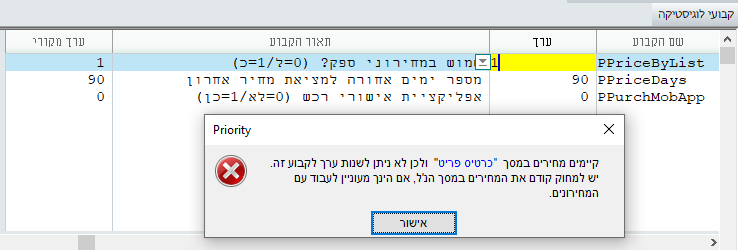 קבועי לוגיסטיקה
שם הקבוע ערך תאור הקבוע ערך מקורי
PPriceByList 1 מוש במחירוני ספק? (0=ל/1=כ) 1
PPriceDays 90 מספר ימים אחורה למציאת מחיר אחרון 90
PPurchMobApp 0 אפליקציית אישורי רכש (0=לא/1=כן) 0
Priority
קיימים מחירים במסך "כרטיס פריט" ולכן לא ניתן לשנות ערך לקבוע זה.
יש למחוק קודם את המחירים במסך הנ'ל, אם הינך מעוניין לעבוד עם
המחירונים.
אישור